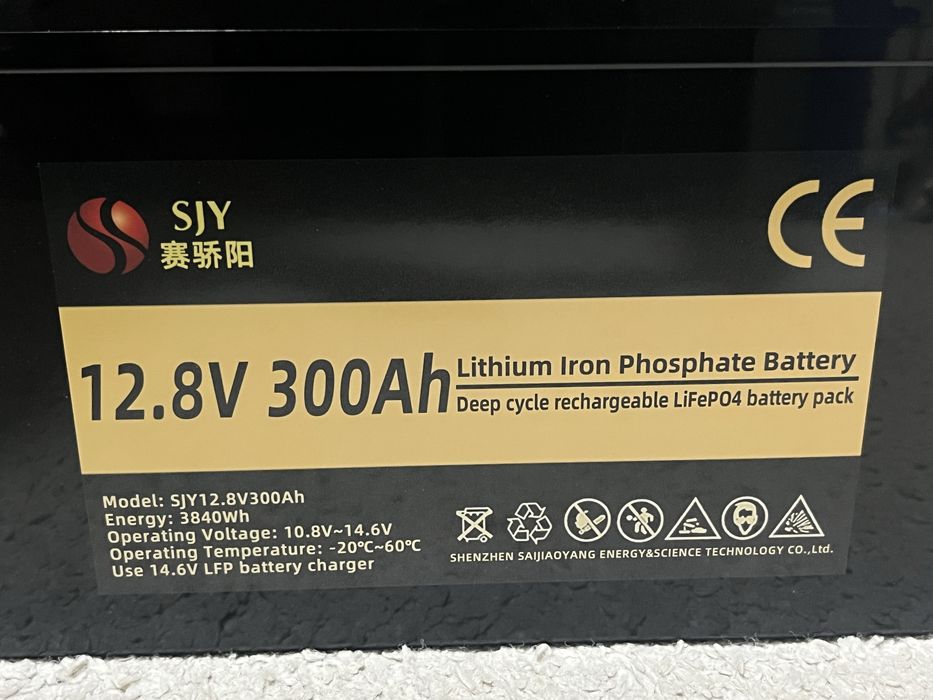 SJY
赛骄阳
CE
12.8V 300Ah
Lithium Iron Phosphate Battery
Deep cycle rechargeable LiFePO4 battery pack
Model: SJY12.8V300Ah
Energy: 3840Wh
Operating Voltage: 10.8V~14.6V
Operating Temperature: -20℃~60℃
Use 14.6V LFP battery charger
SHENZHEN SAIJIAOYANG ENERGY&SCIENCE TECHNOLOGY CO.,Ltd.